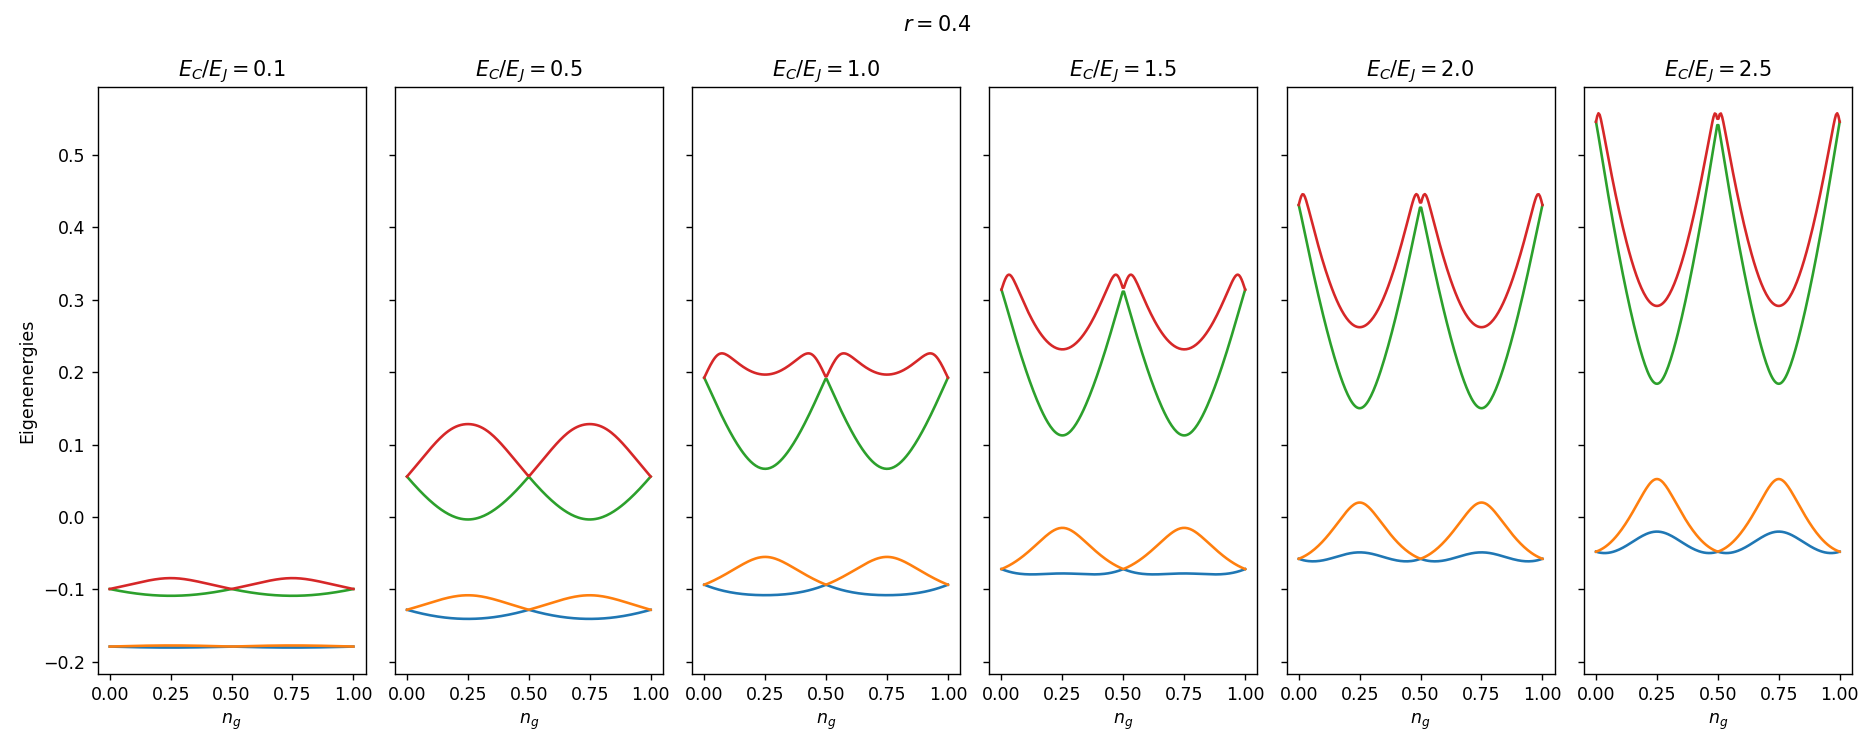 r = 0.4
E_C/E_J = 0.1
E_C/E_J = 0.5
E_C/E_J = 1.0
E_C/E_J = 1.5
E_C/E_J = 2.0
E_C/E_J = 2.5
Eigenenergies
0.5
0.4
0.3
0.2
0.1
0.0
−0.1
−0.2
0.00 0.25 0.50 0.75 1.00
0.00 0.25 0.50 0.75 1.00
0.00 0.25 0.50 0.75 1.00
0.00 0.25 0.50 0.75 1.00
0.00 0.25 0.50 0.75 1.00
0.00 0.25 0.50 0.75 1.00
n_g
n_g
n_g
n_g
n_g
n_g